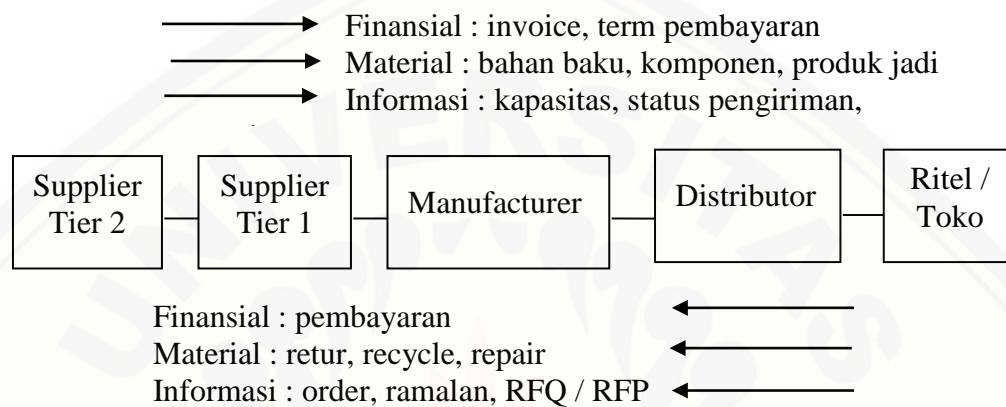 Finansial : invoice, term pembayaran
Material : bahan baku, komponen, produk jadi
Informasi : kapasitas, status pengiriman,
Supplier
Tier 2
Supplier
Tier 1
Manufacturer
Distributor
Ritel /
Toko
Finansial : pembayaran
Material : retur, recycle, repair
Informasi : order, ramalan, RFQ / RFP
UNIVERSITAS